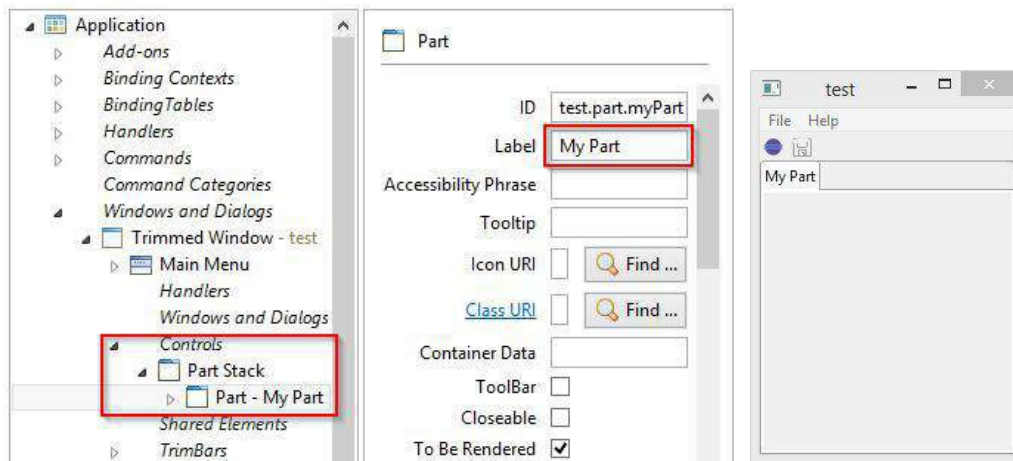 Application
Add-ons
Binding Contexts
BindingTables
Handlers
Commands
Command Categories
Windows and Dialogs
Trimmed Window - test
Main Menu
Handlers
Windows and Dialogs
Controls
Part Stack
Part - My Part
Shared Elements
TrimBars
Part
ID test.part.myPart
Label My Part
Accessibility Phrase
Tooltip
Icon URI Find ...
Class URI Find ...
Container Data
ToolBar
Closeable
To Be Rendered
test
File Help
My Part